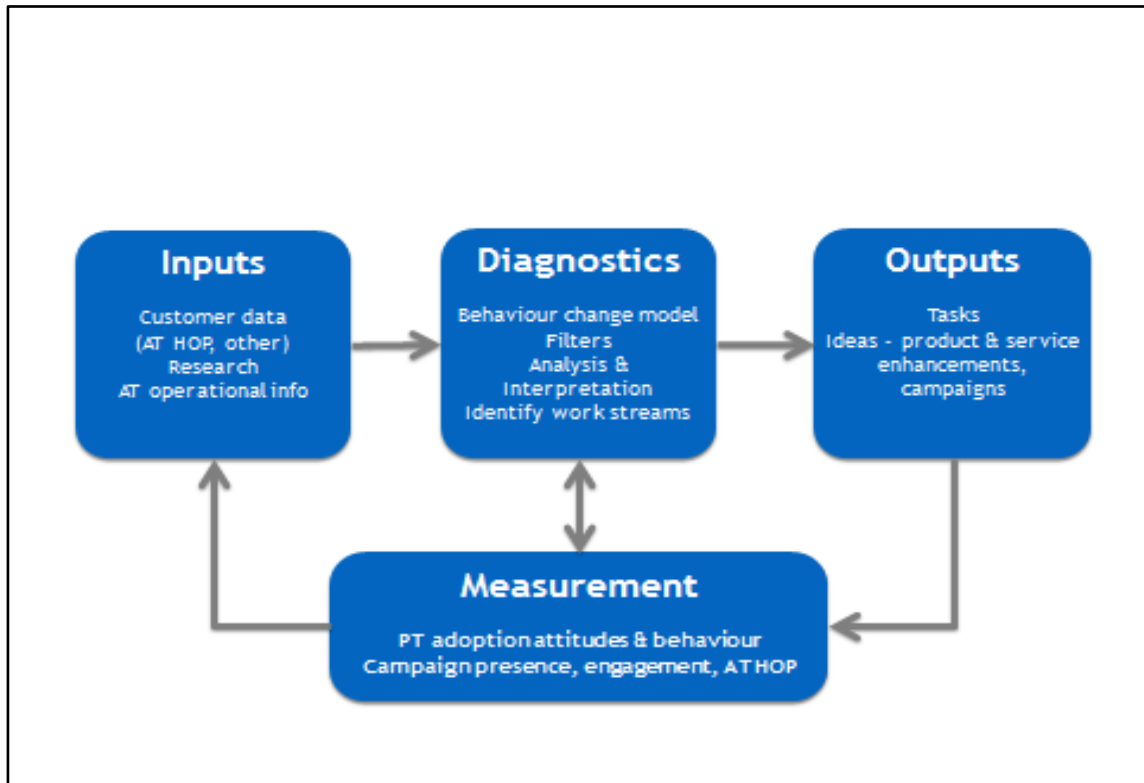 Inputs
Customer data
(AT HOP, other)
Research
AT operational info
Diagnostics
Behaviour change model
Filters
Analysis &
Interpretation
Identify work streams
Outputs
Tasks
Ideas - product & service
enhancements,
campaigns
Measurement
PT adoption attitudes & behaviour
Campaign presence, engagement, AT HOP